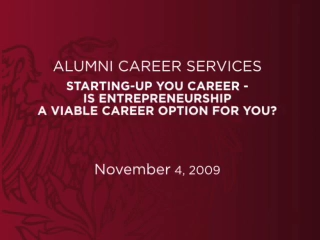 ALUMNI CAREER SERVICES
STARTING-UP YOU CAREER -
IS ENTREPRENEURSHIP
A VIABLE CAREER OPTION FOR YOU?
November 4, 2009